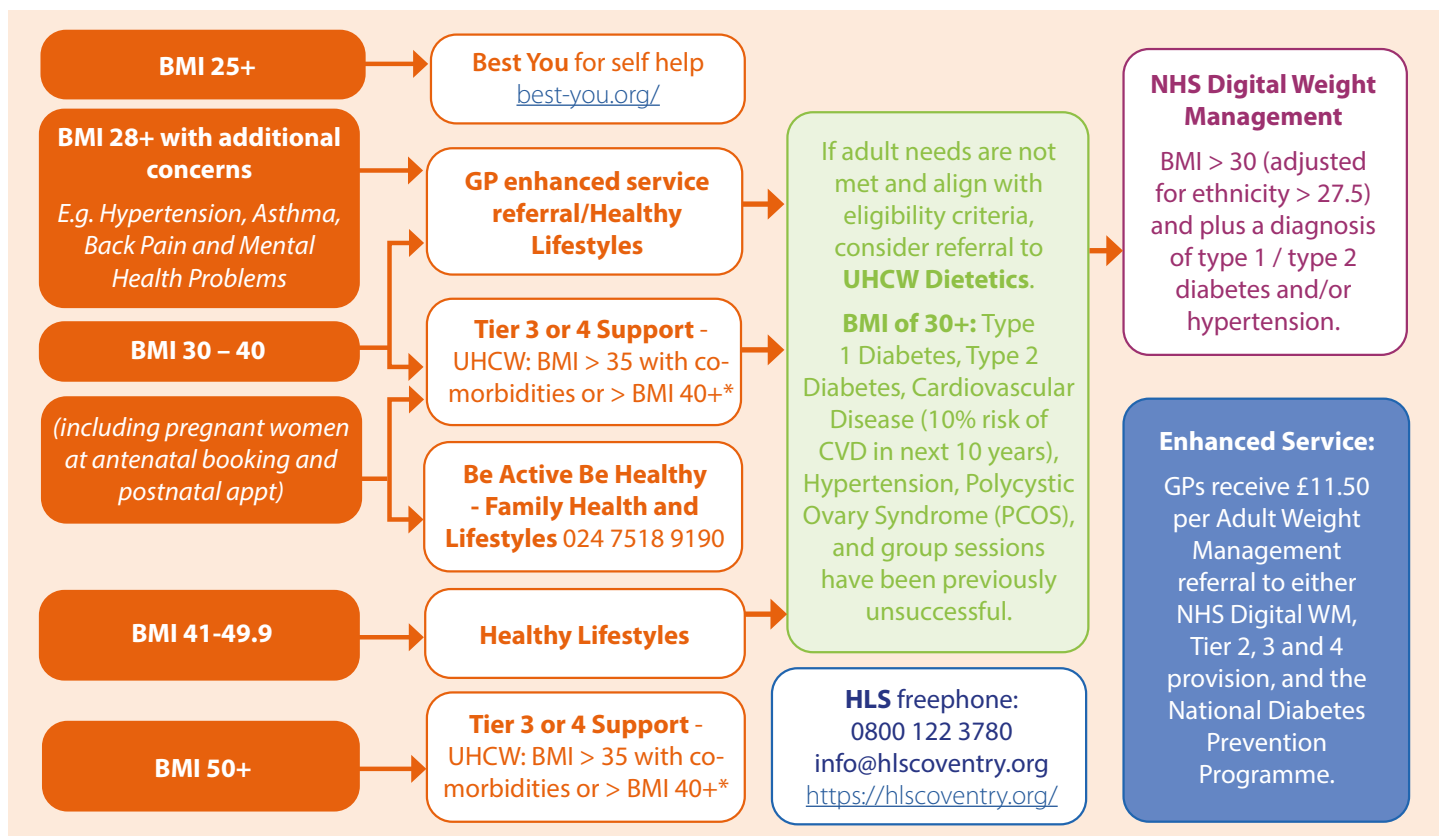 BMI 25+
Best You for self help
best-you.org/
BMI 28+ with additional
concerns
E.g. Hypertension, Asthma,
Back Pain and Mental
Health Problems
GP enhanced service
referral/Healthy
Lifestyles
BMI 30 – 40
Tier 3 or 4 Support -
UHCW: BMI > 35 with co-
morbidities or > BMI 40+*
(including pregnant women
at antenatal booking and
postnatal appt)
Be Active Be Healthy
- Family Health and
Lifestyles 024 7518 9190
BMI 41-49.9
Healthy Lifestyles
BMI 50+
Tier 3 or 4 Support -
UHCW: BMI > 35 with co-
morbidities or > BMI 40+*
If adult needs are not
met and align with
eligibility criteria,
consider referral to
UHCW Dietetics.
BMI of 30+: Type
1 Diabetes, Type 2
Diabetes, Cardiovascular
Disease (10% risk of
CVD in next 10 years),
Hypertension, Polycystic
Ovary Syndrome (PCOS),
and group sessions
have been previously
unsuccessful.
HLS freephone:
0800 122 3780
info@hlscoventry.org
https://hlscoventry.org/
NHS Digital Weight
Management
BMI > 30 (adjusted
for ethnicity > 27.5)
and plus a diagnosis
of type 1 / type 2
diabetes and/or
hypertension.
Enhanced Service:
GPs receive £11.50
per Adult Weight
Management
referral to either
NHS Digital WM,
Tier 2, 3 and 4
provision, and the
National Diabetes
Prevention
Programme.